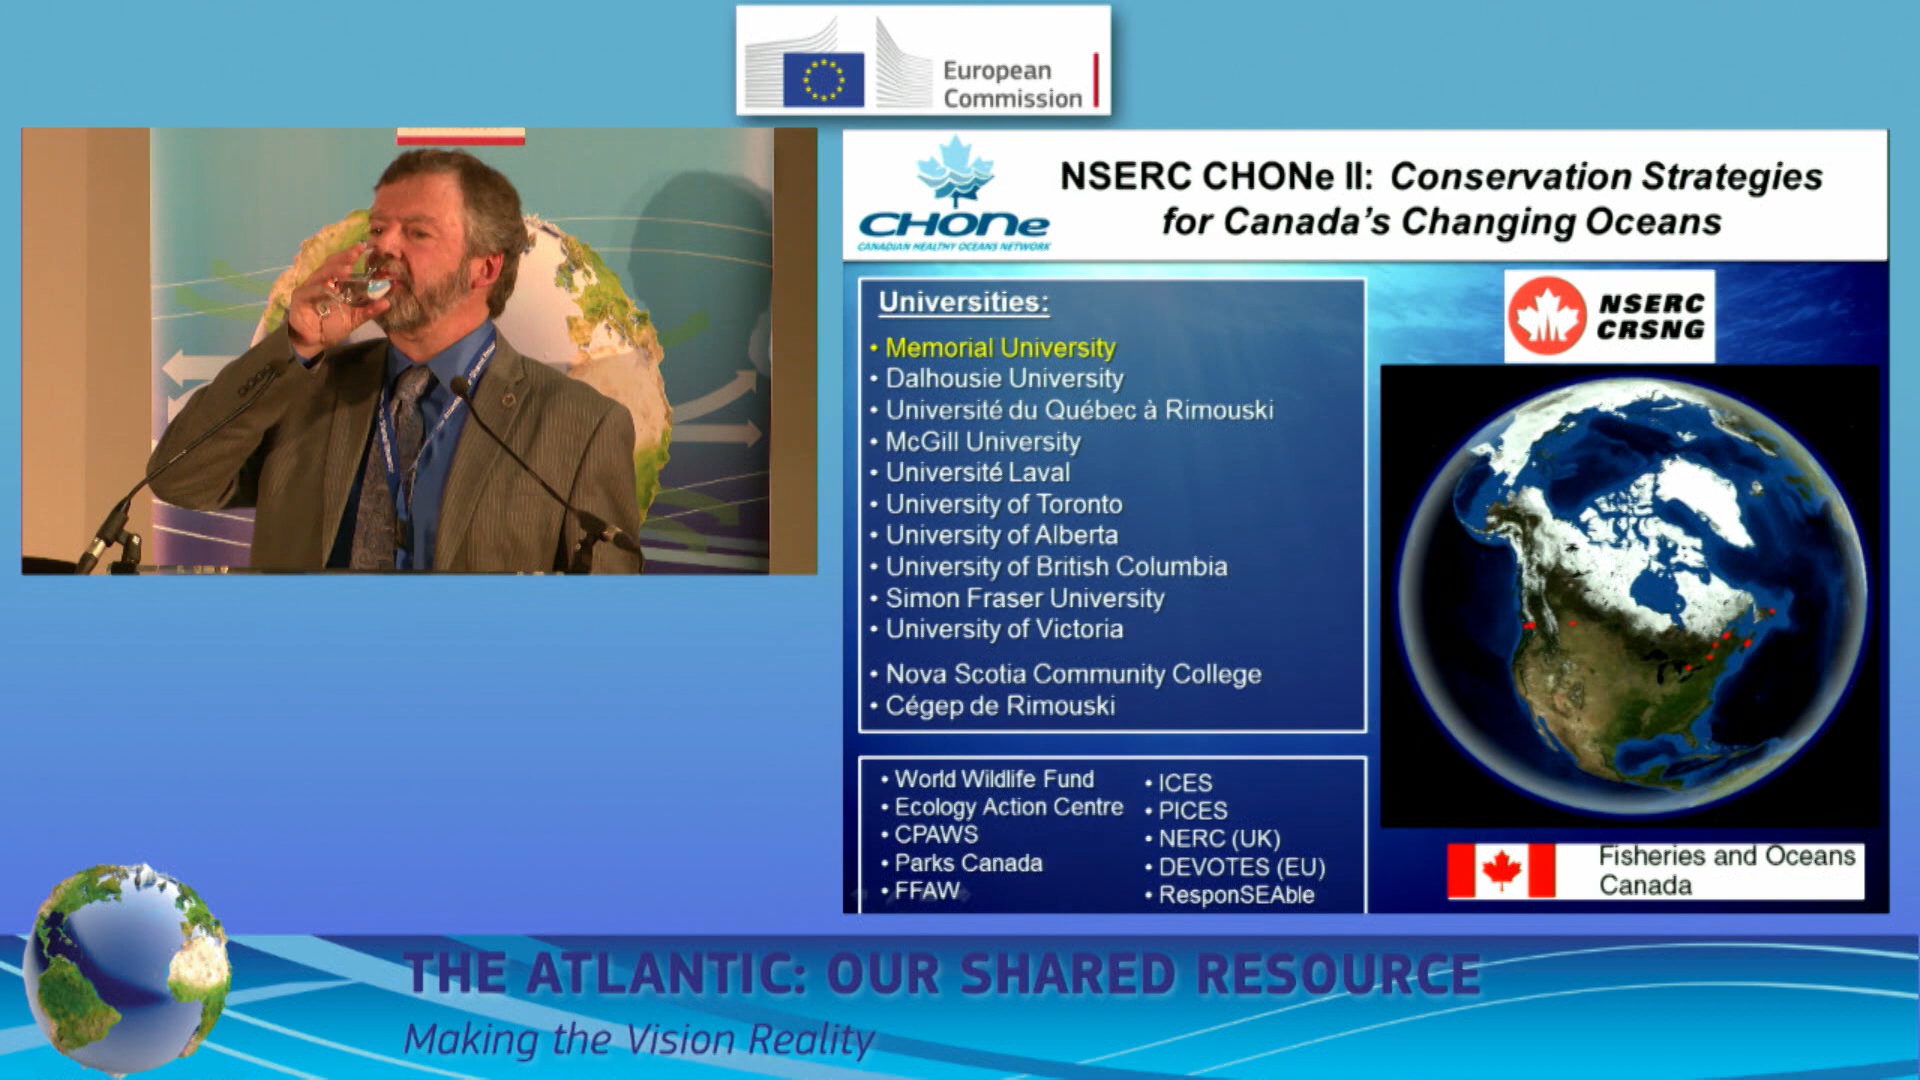 European
Commission
CHONe
CANADIAN HEALTHY OCEANS NETWORK
NSERC CHONe II: Conservation Strategies
for Canada's Changing Oceans
Universities:
• Memorial University
• Dalhousie University
• Université du Québec à Rimouski
• McGill University
• Université Laval
• University of Toronto
• University of Alberta
• University of British Columbia
• Simon Fraser University
• University of Victoria
• Nova Scotia Community College
• Cégep de Rimouski
• World Wildlife Fund
• Ecology Action Centre
• CPAWS
• Parks Canada
• FFAW
• ICES
• PICES
• NERC (UK)
• DEVOTES (EU)
• ResponSEAble
NSERC
CRSNG
Fisheries and Oceans
Canada
THE ATLANTIC: OUR SHARED RESOURCE
Making the Vision Reality